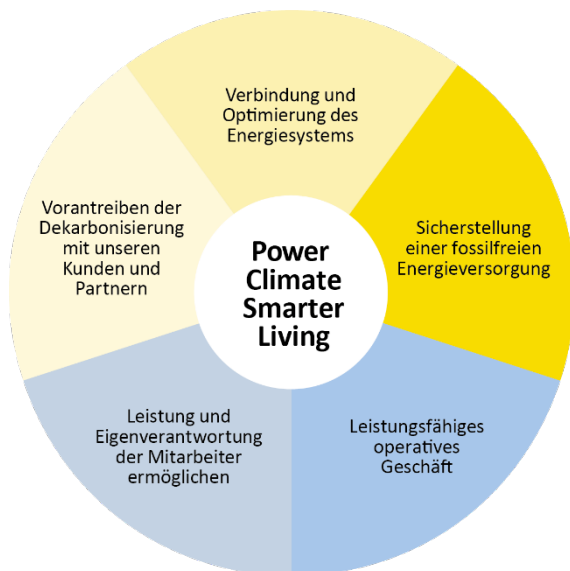 Verbindung und
Optimierung des
Energiesystems
Sicherstellung
einer fossilfreien
Energieversorgung
Leistungsfähiges
operatives
Geschäft
Leistung und
Eigenverantwortung
der Mitarbeiter
ermöglichen
Vorantreiben der
Dekarbonisierung
mit unseren
Kunden und
Partnern
Power
Climate
Smarter
Living